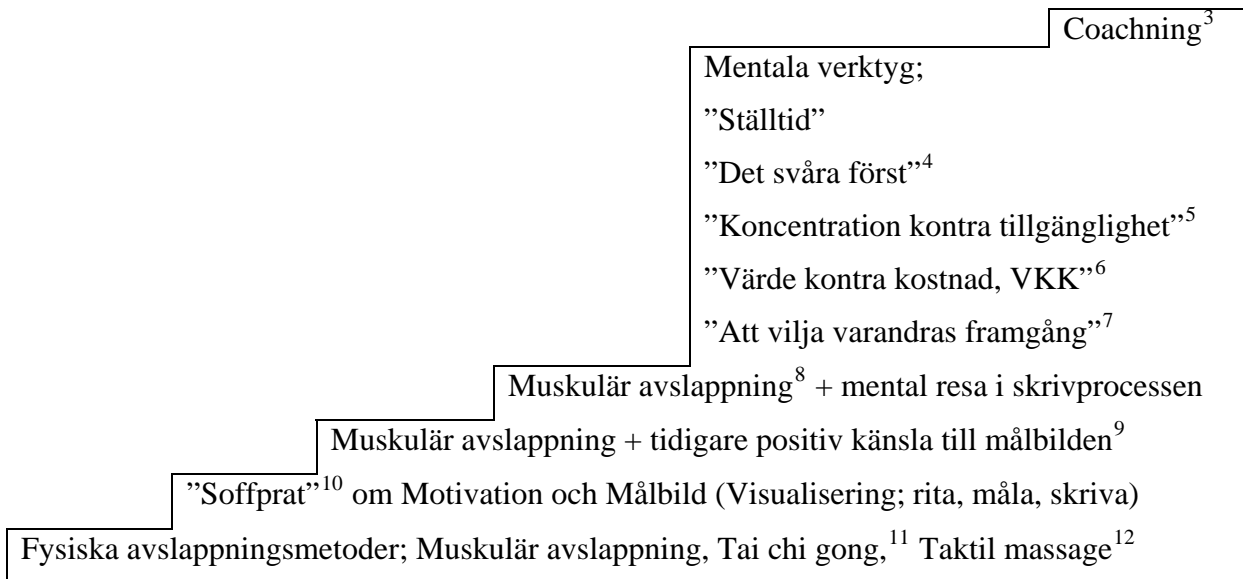 Coachning³
Mentala verktyg;
”Ställtid”
”Det svåra först”⁴
”Koncentration kontra tillgänglighet”⁵
”Värde kontra kostnad, VKK”⁶
”Att vilja varandras framgång”⁷
Muskulär avslappning⁸ + mental resa i skrivprocessen
Muskulär avslappning + tidigare positiv känsla till målbilden⁹
”Soffprat”¹⁰ om Motivation och Målbild (Visualisering; rita, måla, skriva)
Fysiska avslappningsmetoder; Muskulär avslappning, Tai chi gong,¹¹ Taktil massage¹²